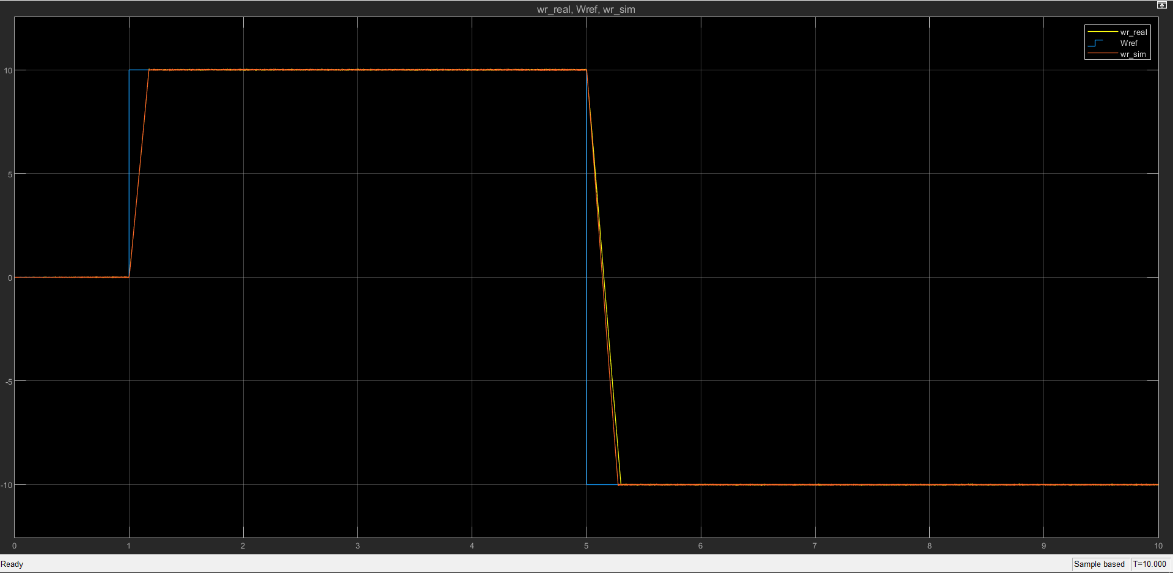 wr_real, Wref, wr_sim
wr_real
Wref
wr_sim
10
5
0
-5
-10
0 1 2 3 4 5 6 7 8 9 10
Ready Sample based T=10.000